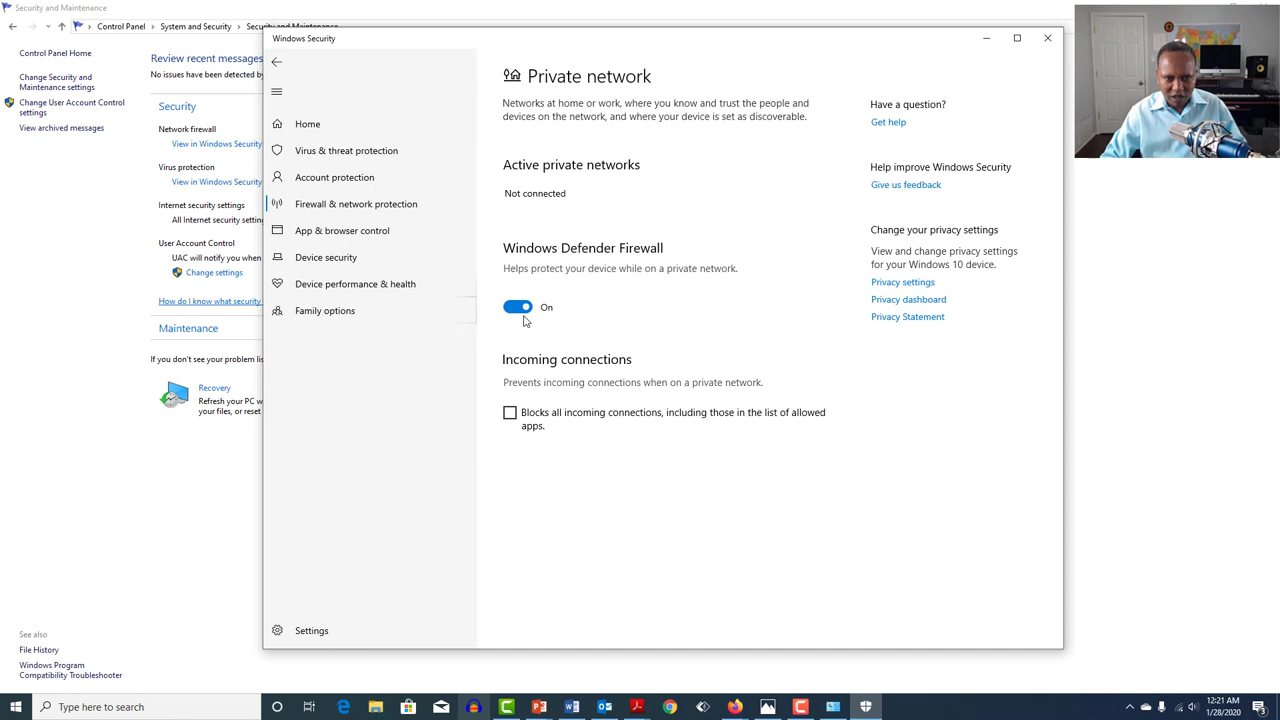 Security and Maintenance
Control Panel > System and Security > Security and Maintenance
Control Panel Home
Change Security and
Maintenance settings
Change User Account Control
settings
View archived messages
Review recent messages
No issues have been detected by
Security
Network firewall
View in Windows Security
Virus protection
View in Windows Security
Internet security settings
All Internet security setting
User Account Control
UAC will notify you when
Change settings
How do I know what security
Maintenance
If you don't see your problem lis
Recovery
Refresh your PC w
your files, or reset
See also
File History
Windows Program
Compatibility Troubleshooter
Windows Security
Home
Virus & threat protection
Account protection
Firewall & network protection
App & browser control
Device security
Device performance & health
Family options
Settings
Private network
Networks at home or work, where you know and trust the people and
devices on the network, and where your device is set as discoverable.
Active private networks
Not connected
Windows Defender Firewall
Helps protect your device while on a private network.
On
Incoming connections
Prevents incoming connections when on a private network.
Blocks all incoming connections, including those in the list of allowed
apps.
Have a question?
Get help
Help improve Windows Security
Give us feedback
Change your privacy settings
View and change privacy settings
for your Windows 10 device.
Privacy settings
Privacy dashboard
Privacy Statement
Type here to search
12:21 AM
1/28/2020